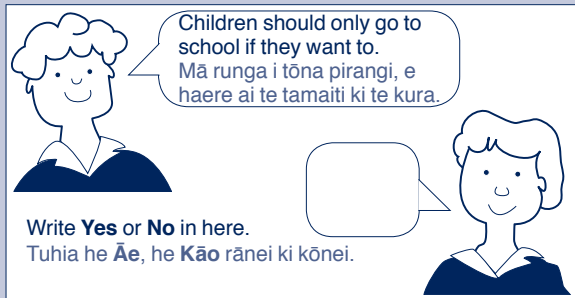 Children should only go to
school if they want to.
Mā runga i tōna pirangi, e
haere ai te tamaiti ki te kura.
Write Yes or No in here.
Tuhia he Āe, he Kāo rānei ki kōnei.